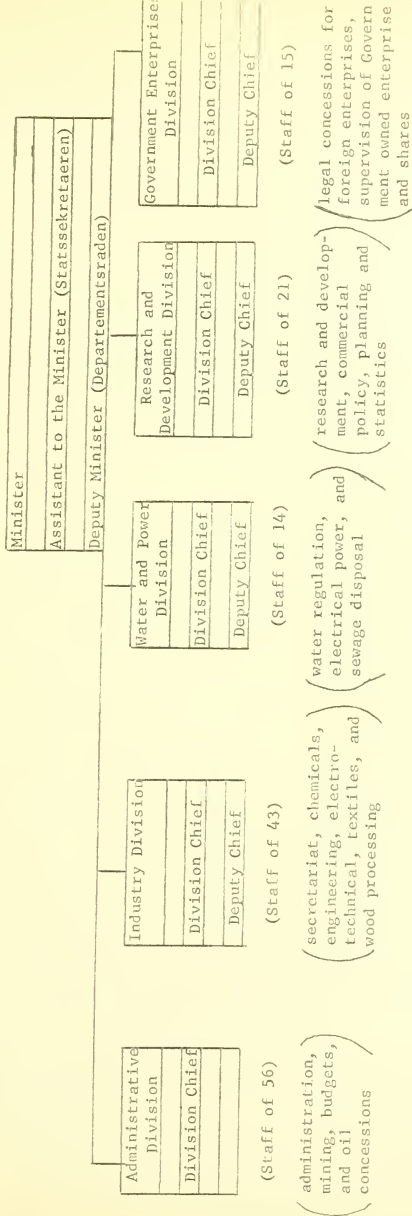 Minister
Assistant to the Minister (Statssekretaeren)
Deputy Minister (Departementsraden)
Administrative
Division
Division Chief
(Staff of 56)
(administration,
mining, budgets,
and oil
concessions)
Industry Division
Division Chief
Deputy Chief
(Staff of 43)
(secretariat, chemicals,
engineering, electro-
technical, textiles, and
wood processing)
Water and Power
Division
Division Chief
Deputy Chief
(Staff of 14)
(water regulation,
electrical power, and
sewage disposal)
Research and
Development Division
Division Chief
Deputy Chief
(Staff of 21)
(research and develop-
ment, commercial
policy, planning and
statistics)
Government Enterprises
Division
Division Chief
Deputy Chief
(Staff of 15)
(legal concessions for
foreign enterprises,
supervision of Govern
ment owned enterprise
and shares)